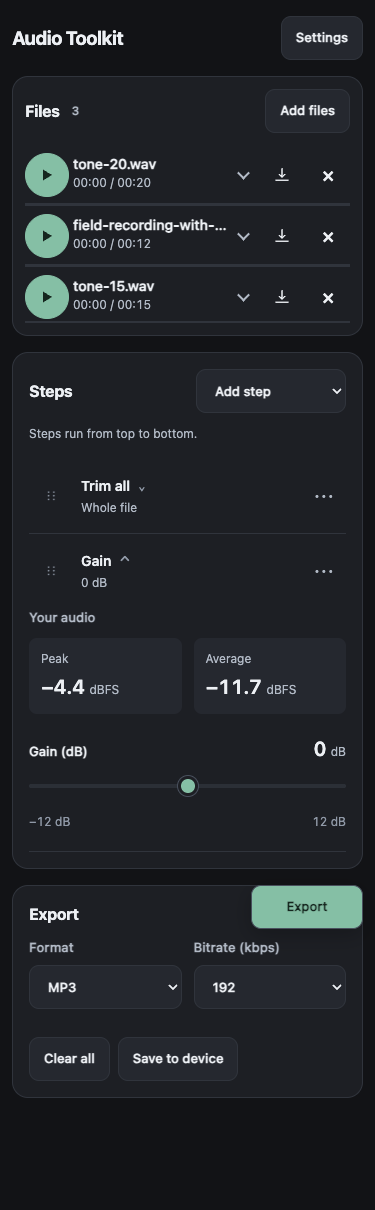 Audio Toolkit
Settings
Files 3
Add files
tone-20.wav
00:00 / 00:20
field-recording-with-...
00:00 / 00:12
tone-15.wav
00:00 / 00:15
Steps
Add step
Steps run from top to bottom.
Trim all
Whole file
Gain
0 dB
Your audio
Peak
−4.4 dBFS
Average
−11.7 dBFS
Gain (dB)
0 dB
−12 dB
12 dB
Export
Export
Format
Bitrate (kbps)
MP3
192
Clear all
Save to device